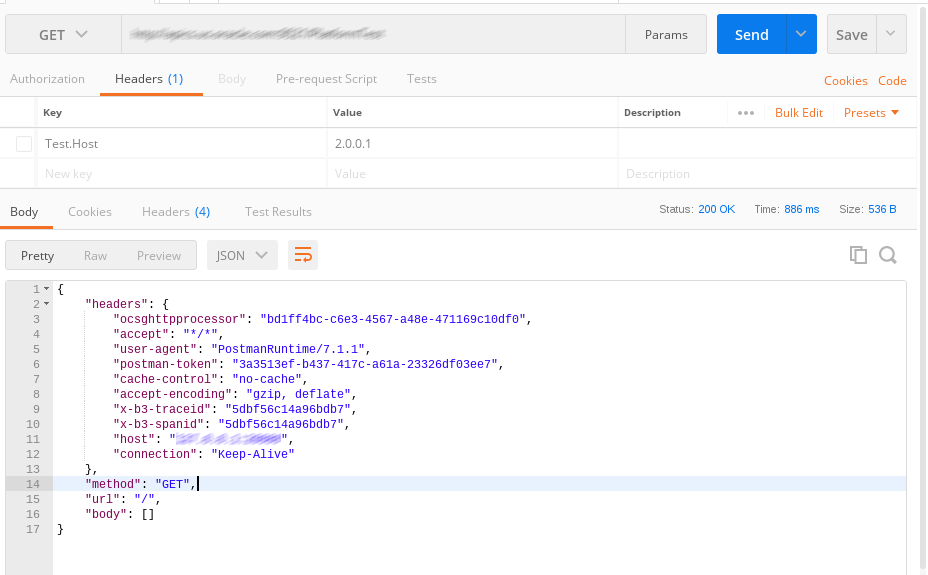 GET Params Send Save
Authorization Headers (1) Body Pre-request Script Tests Cookies Code
Key Value Description ••• Bulk Edit Presets
Test.Host 2.0.0.1
New key Value Description
Body Cookies Headers (4) Test Results Status: 200 OK Time: 886 ms Size: 536 B
Pretty Raw Preview JSON
1 {
2 "headers": {
3 "ocsghttpprocessor": "bd1ff4bc-c6e3-4567-a48e-471169c10df0",
4 "accept": "*/*",
5 "user-agent": "PostmanRuntime/7.1.1",
6 "postman-token": "3a3513ef-b437-417c-a61a-23326df03ee7",
7 "cache-control": "no-cache",
8 "accept-encoding": "gzip, deflate",
9 "x-b3-traceid": "5dbf56c14a96bdb7",
10 "x-b3-spanid": "5dbf56c14a96bdb7",
11 "host": "",
12 "connection": "Keep-Alive"
13 },
14 "method": "GET",
15 "url": "/",
16 "body": []
17 }